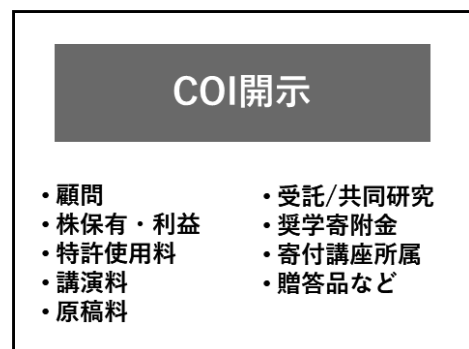 COI開示
・顧問
・株保有・利益
・特許使用料
・講演料
・原稿料
・受託/共同研究
・奨学寄附金
・寄付講座所属
・贈答品など